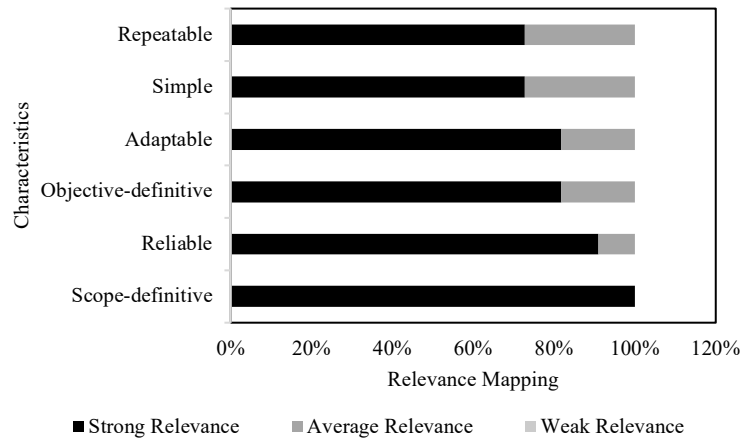 Characteristics
Repeatable
Simple
Adaptable
Objective-definitive
Reliable
Scope-definitive
0% 20% 40% 60% 80% 100% 120%
Relevance Mapping
Strong Relevance Average Relevance Weak Relevance